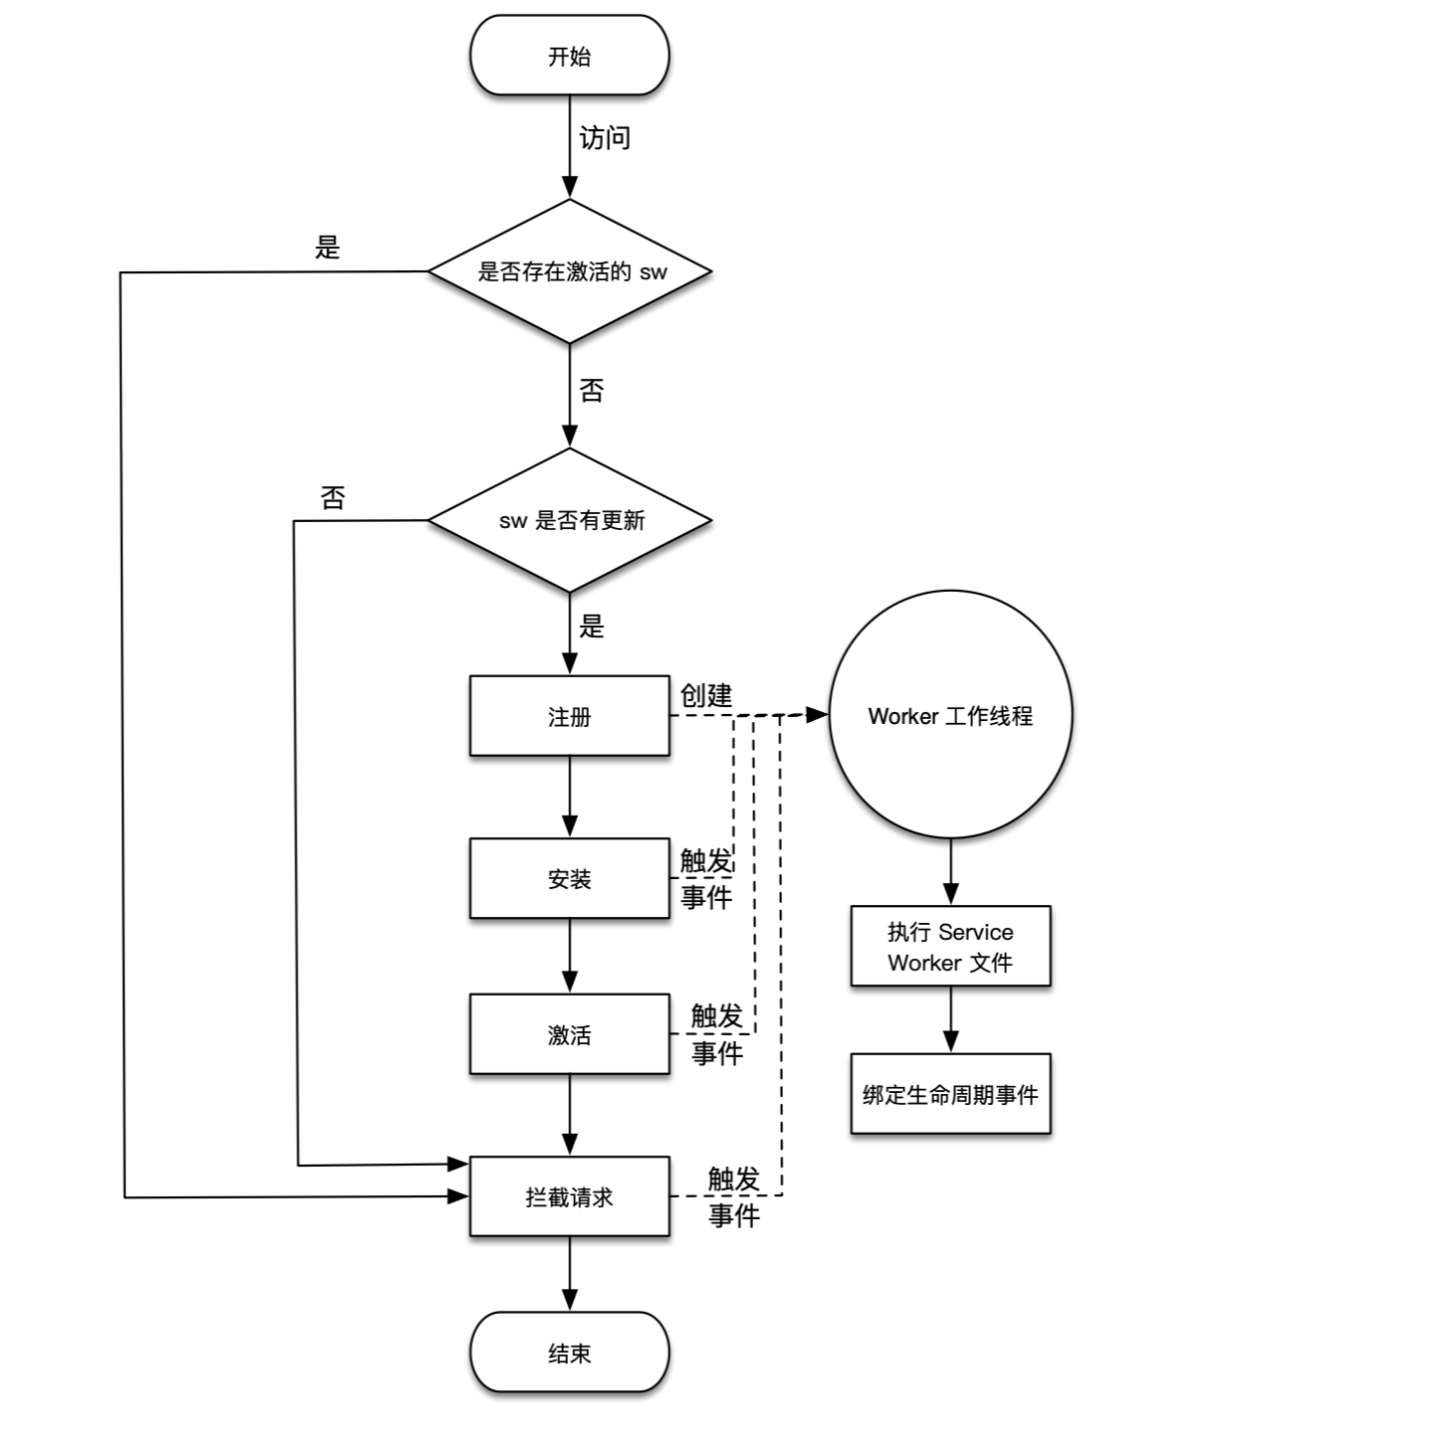 开始
访问
是
是否存在激活的 sw
否
否
sw 是否有更新
是
注册
创建
Worker 工作线程
安装
触发
事件
执行 Service
Worker 文件
激活
触发
事件
绑定生命周期事件
拦截请求
触发
事件
结束